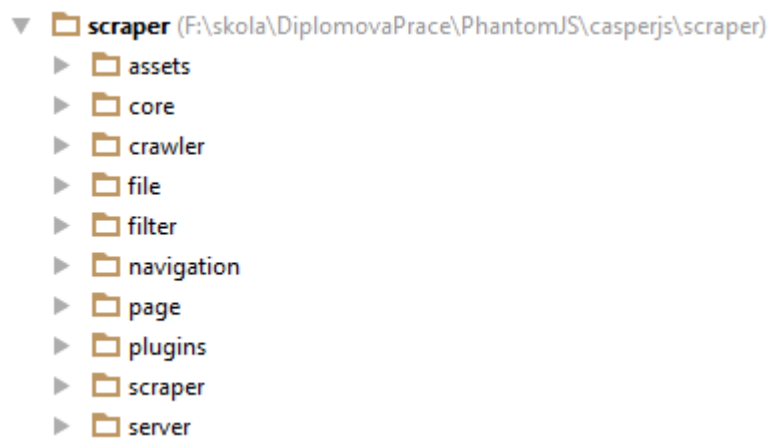 scraper (F:\skola\DiplomovaPrace\PhantomJS\casperjs\scraper)
assets
core
crawler
file
filter
navigation
page
plugins
scraper
server